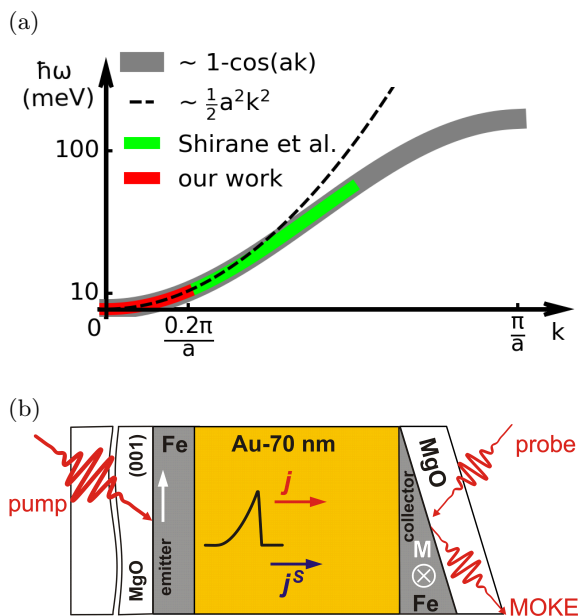 (a)
ħω
(meV)
~ 1-cos(ak)
~ ½a²k²
Shirane et al.
our work
100
10
0
0.2π
a
π
a
k
(b)
pump
MgO (001)
Fe
emitter
Au-70 nm
j
jˢ
collector
MgO
M
Fe
probe
MOKE